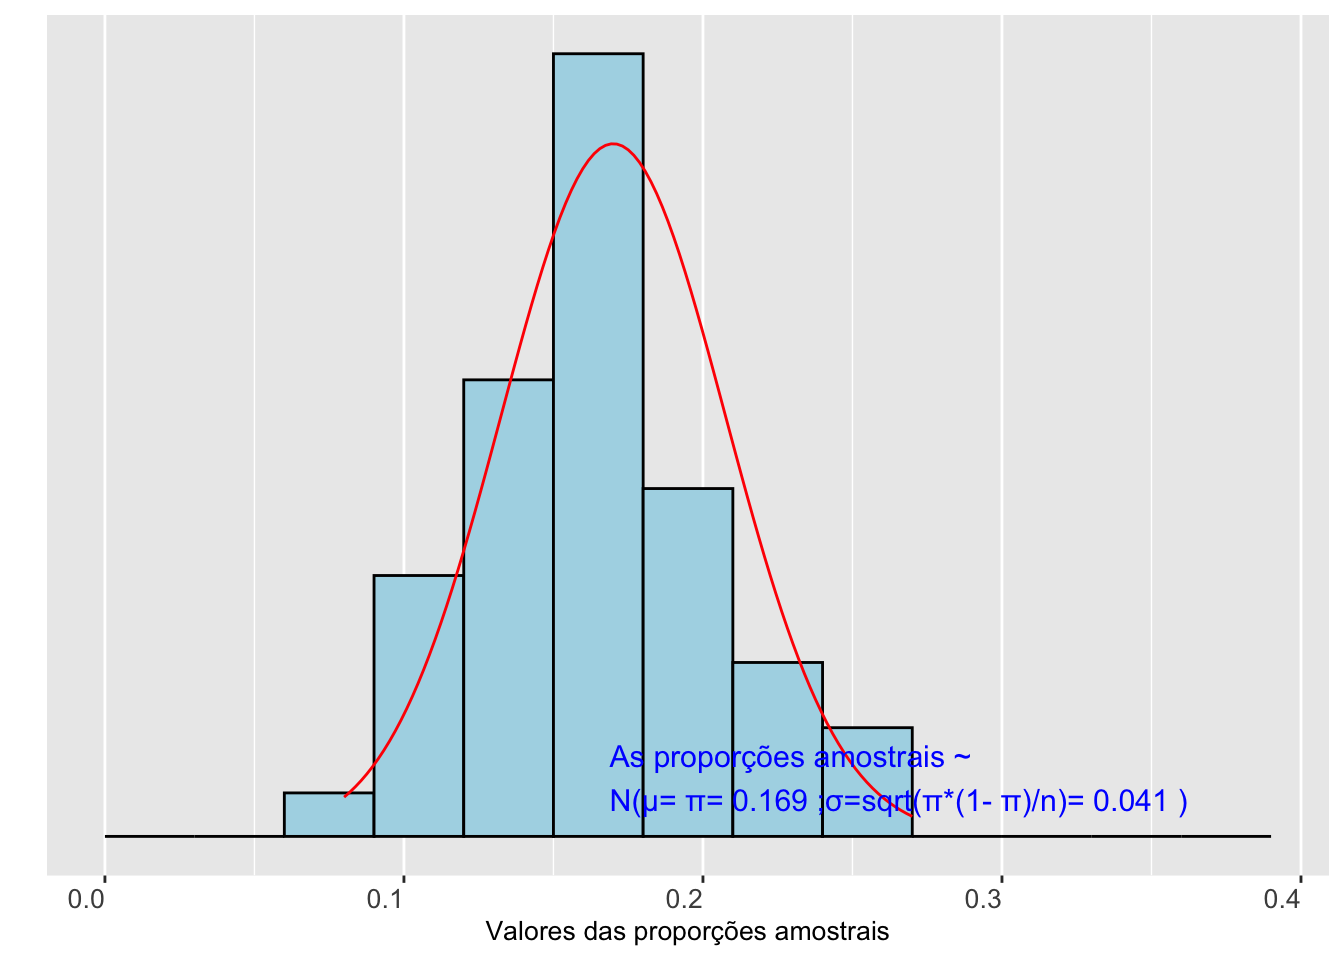 As proporções amostrais ~
N(μ= π= 0.169 ;σ=sqrt(π*(1- π)/n)= 0.041 )
0.0 0.1 0.2 0.3 0.4
Valores das proporções amostrais